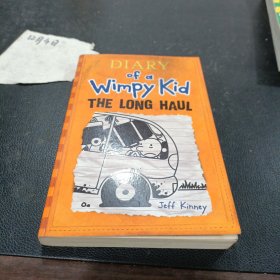 DIARY
of a
Wimpy Kid
THE LONG HAUL
Jeff Kinney